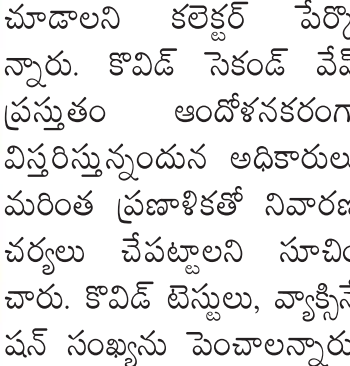 చూడాలని కలెక్టర్ పేర్కొ
న్నారు. కొవిడ్ సెకండ్ వేవ్
ప్రస్తుతం ఆందోళనకరంగా
విస్తరిస్తున్నందున అధికారులు
మరింత ప్రణాళికతో నివారణ
చర్యలు చేపట్టాలని సూచిం
చారు. కొవిడ్ టెస్టులు, వ్యాక్సినే
షన్ సంఖ్యను పెంచాలన్నారు